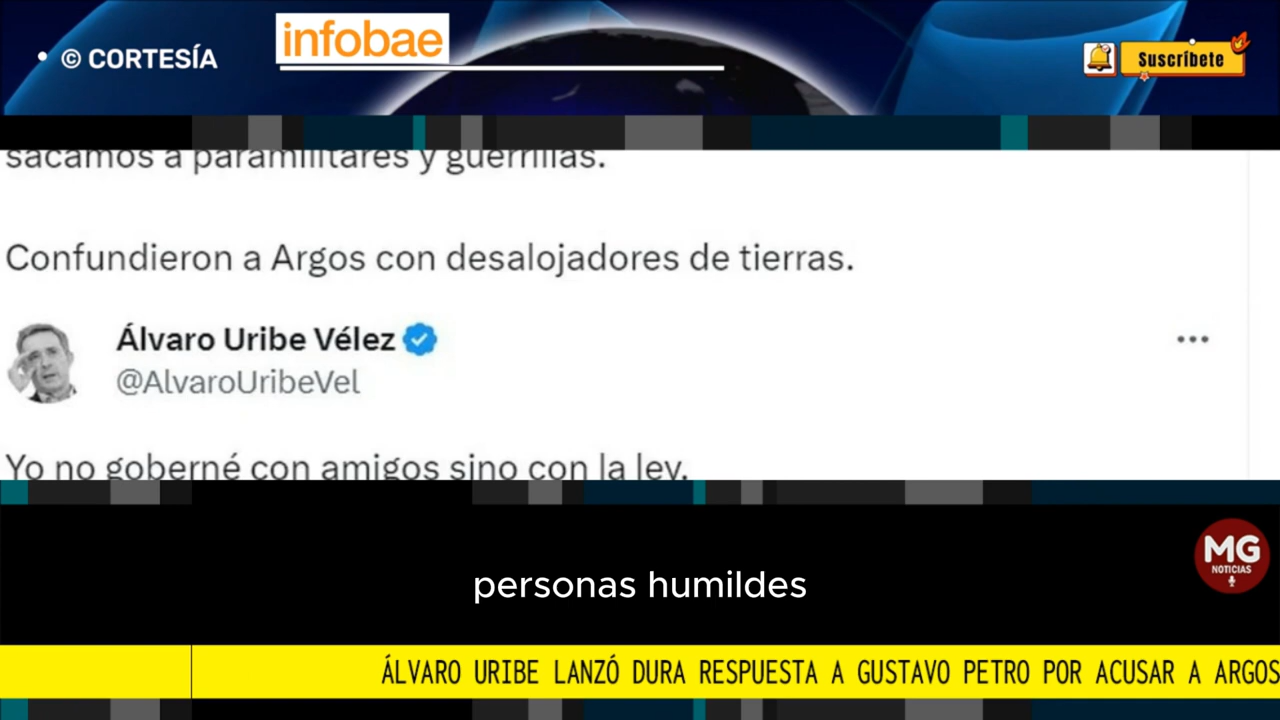 • © CORTESÍA
infobae
Suscríbete
sacamos a paramilitares y guerrillas.
Confundieron a Argos con desalojadores de tierras.
Álvaro Uribe Vélez
@AlvaroUribeVel
Yo no goberné con amigos sino con la ley.
MG
NOTICIAS
personas humildes
ÁLVARO URIBE LANZÓ DURA RESPUESTA A GUSTAVO PETRO POR ACUSAR A ARGOS